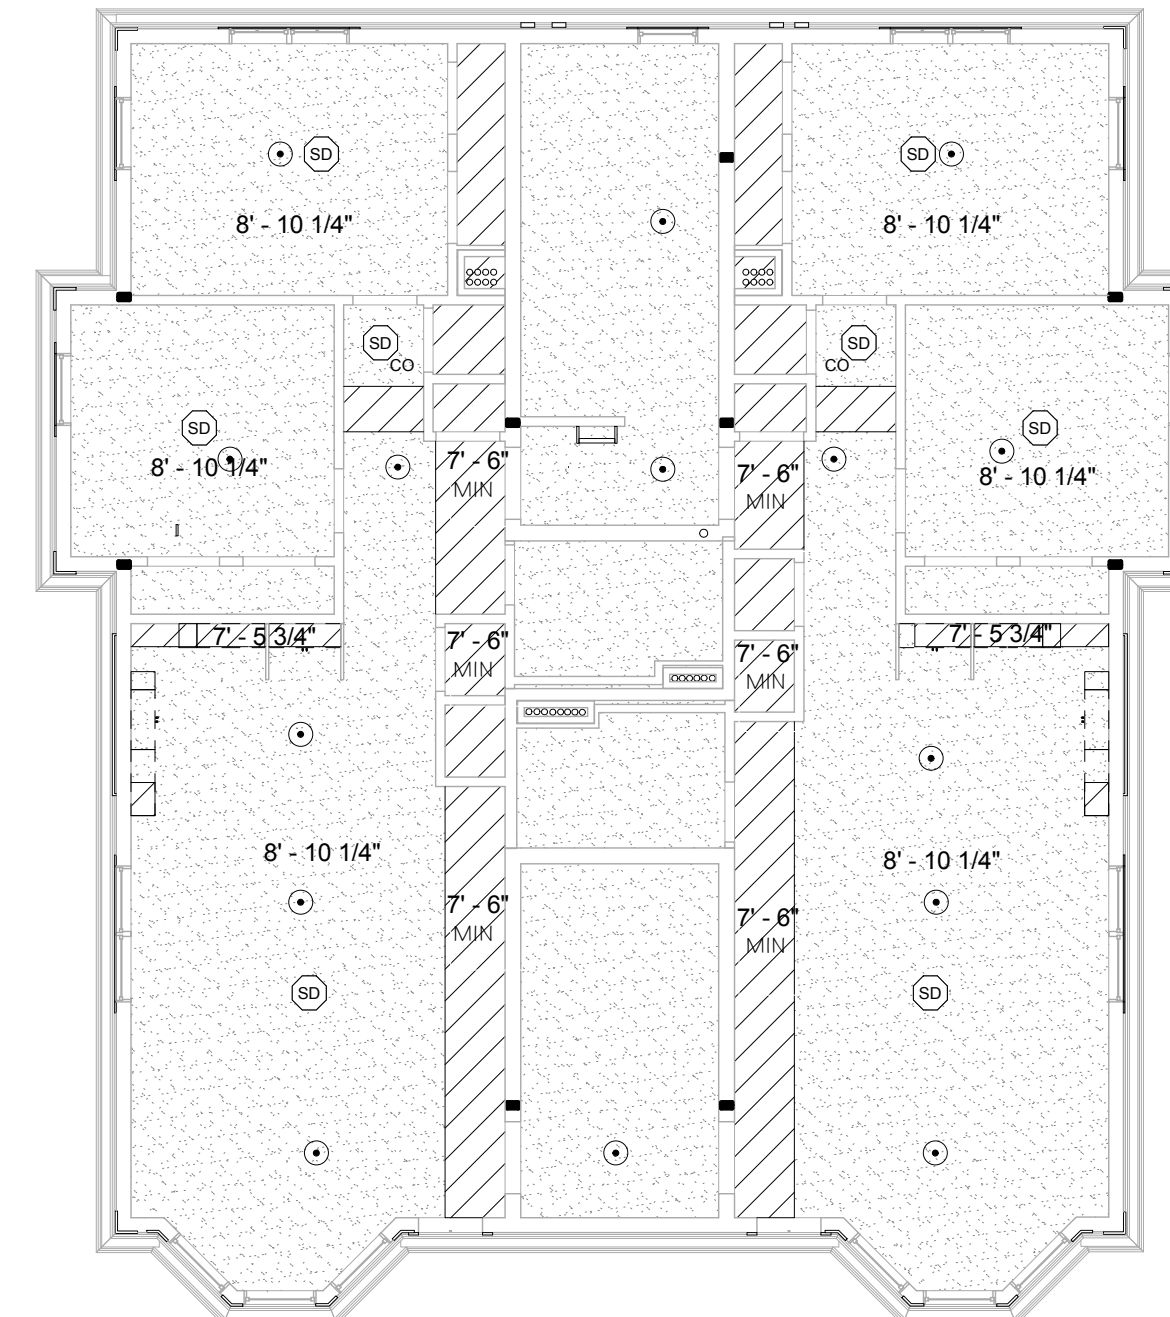 SD
SD
8' - 10 1/4"
8' - 10 1/4"
SD
CO
SD
CO
SD
SD
8' - 10 1/4"
8' - 10 1/4"
7' - 6"
MIN
7' - 6"
MIN
7' - 5 3/4"
7' - 6"
MIN
7' - 5 3/4"
7' - 6"
MIN
8' - 10 1/4"
8' - 10 1/4"
7' - 6"
MIN
7' - 6"
MIN
SD
SD